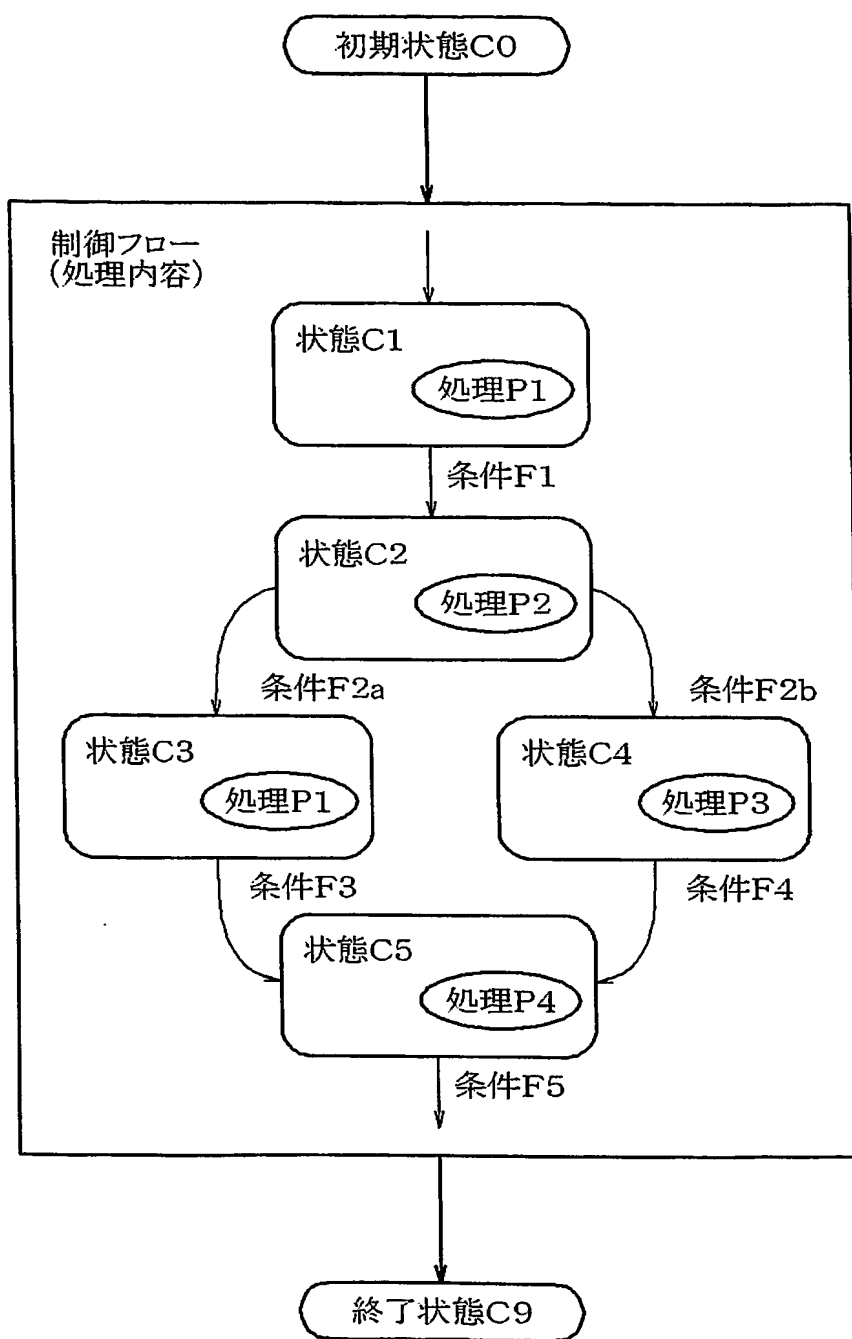 初期状態C0
制御フロー
(処理内容)
状態C1
処理P1
条件F1
状態C2
処理P2
条件F2a
条件F2b
状態C3
処理P1
状態C4
処理P3
条件F3
条件F4
状態C5
処理P4
条件F5
終了状態C9